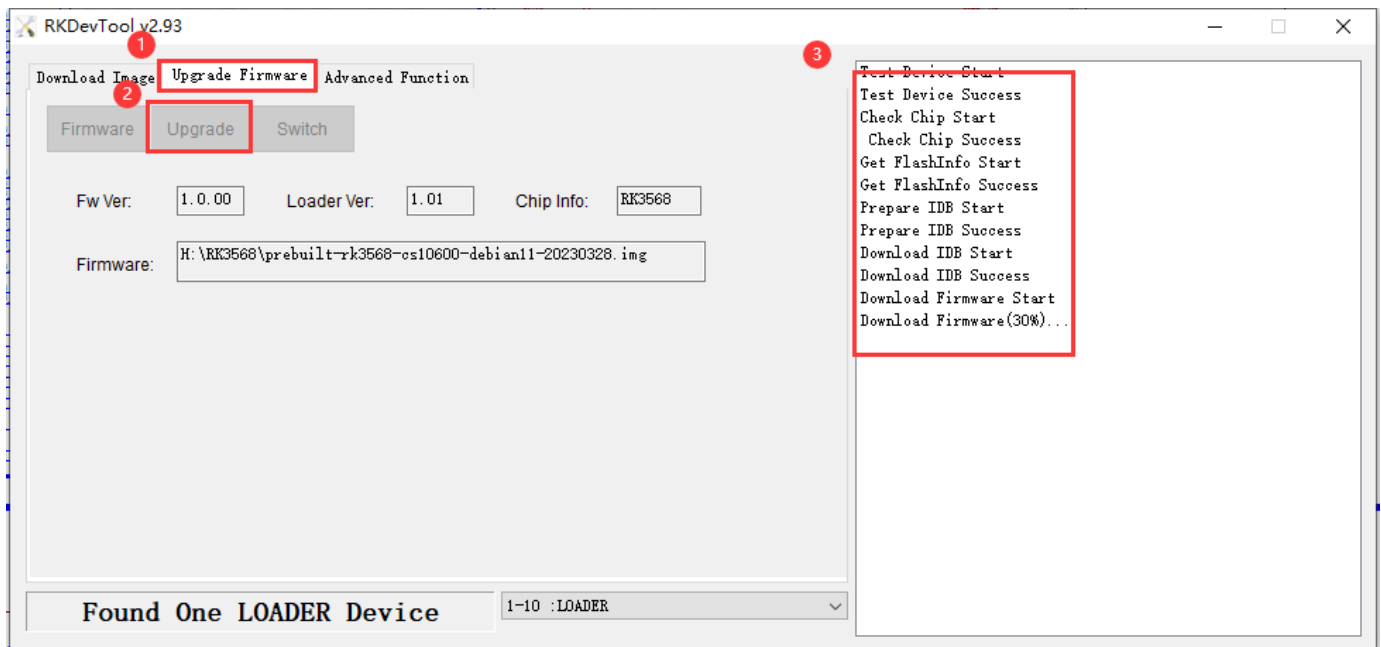 RKDevTool v2.93
1
3
Download Image Upgrade Firmware Advanced Function
2
Firmware Upgrade Switch
Fw Ver: 1.0.00 Loader Ver: 1.01 Chip Info: RK3568
Firmware: H:\RK3568\prebuilt-rk3568-cs10600-debian11-20230328.img
Found One LOADER Device
1-10 :LOADER
Test Device Start
Test Device Success
Check Chip Start
Check Chip Success
Get FlashInfo Start
Get FlashInfo Success
Prepare IDB Start
Prepare IDB Success
Download IDB Start
Download IDB Success
Download Firmware Start
Download Firmware(30%)...